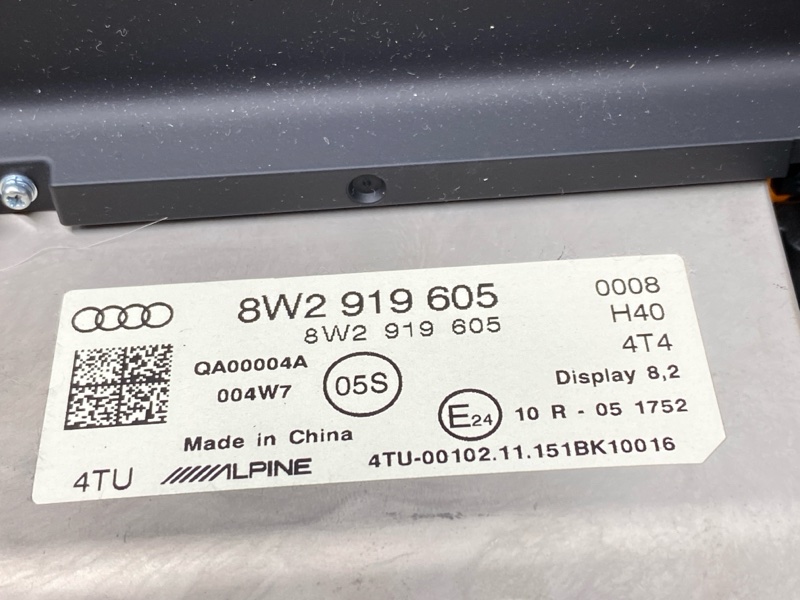 8W2 919 605
8W2 919 605
0008
H40
4T4
QA00004A
004W7
05S
Display 8,2
E24
10 R - 05 1752
Made in China
4TU
ALPINE
4TU-00102.11.151BK10016